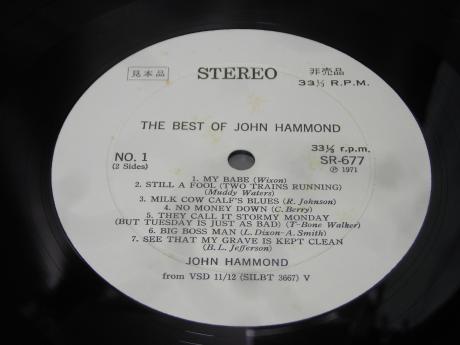 見本品 STEREO 非売品
33⅓ R.P.M.
THE BEST OF JOHN HAMMOND
NO. 1 33⅓ r.p.m.
(2 Sides) SR-677
℗ 1971
1. MY BABE (Wixon)
2. STILL A FOOL (TWO TRAINS RUNNING)
(Muddy Waters)
3. MILK COW CALF'S BLUES (R. Johnson)
4. NO MONEY DOWN (C. Berry)
5. THEY CALL IT STORMY MONDAY
(BUT TUESDAY IS JUST AS BAD) (T-Bone Walker)
6. BIG BOSS MAN (L. Dixon-A. Smith)
7. SEE THAT MY GRAVE IS KEPT CLEAN
(B. L. Jefferson)
JOHN HAMMOND
from VSD 11/12 (SILBT 3667) V